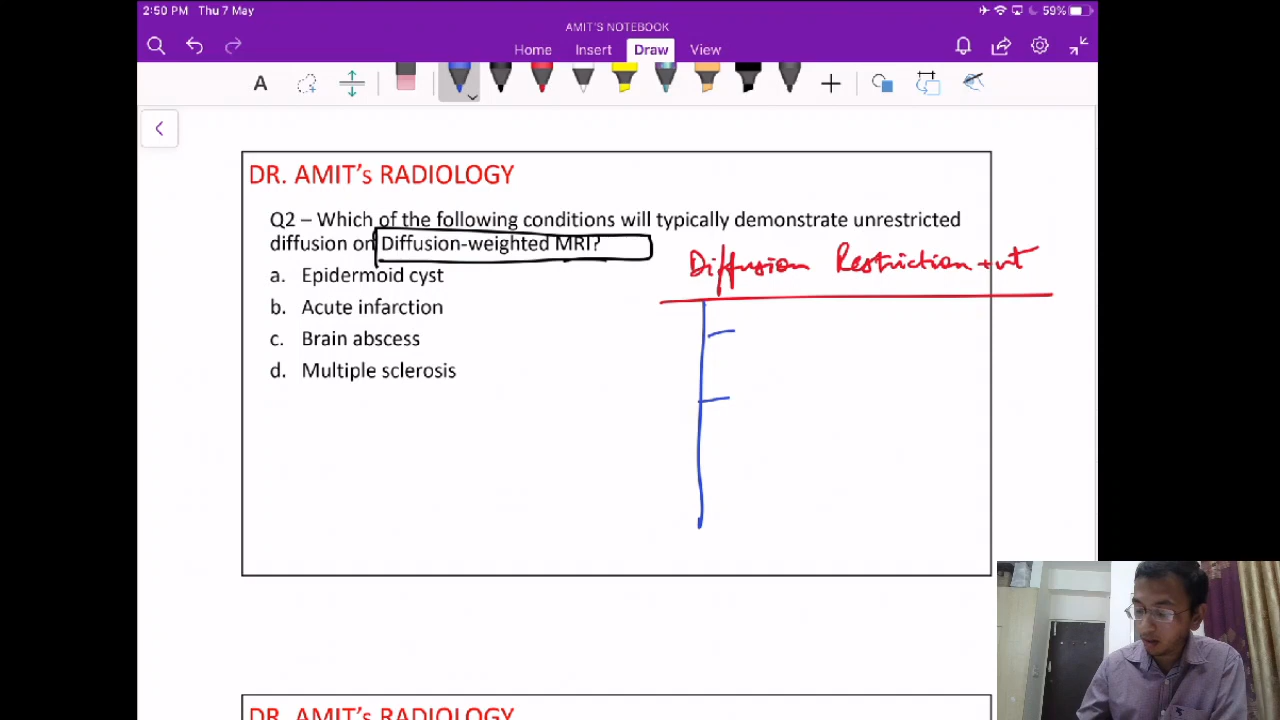 2:50 PM Thu 7 May
59%
AMIT'S NOTEBOOK
Home Insert Draw View
DR. AMIT's RADIOLOGY
Q2 – Which of the following conditions will typically demonstrate unrestricted
diffusion on Diffusion-weighted MRI?
Diffusion Restriction +nt
a. Epidermoid cyst
b. Acute infarction
c. Brain abscess
d. Multiple sclerosis
DR. AMIT's RADIOLOGY